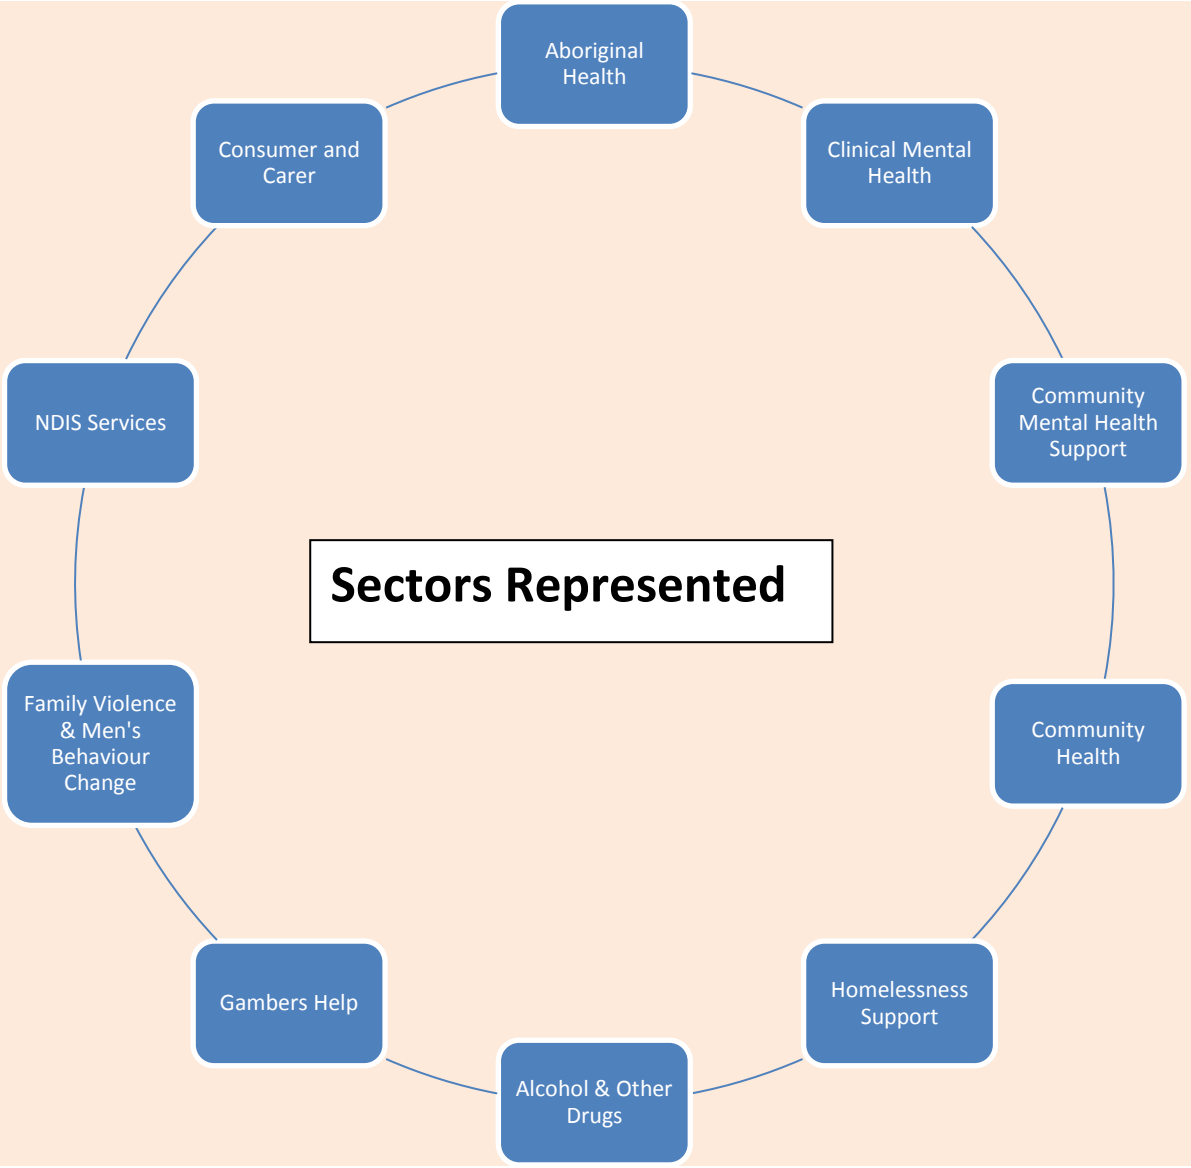 Aboriginal
Health
Clinical Mental
Health
Community
Mental Health
Support
Community
Health
Homelessness
Support
Alcohol & Other
Drugs
Gambers Help
Family Violence
& Men's
Behaviour
Change
NDIS Services
Consumer and
Carer
Sectors Represented